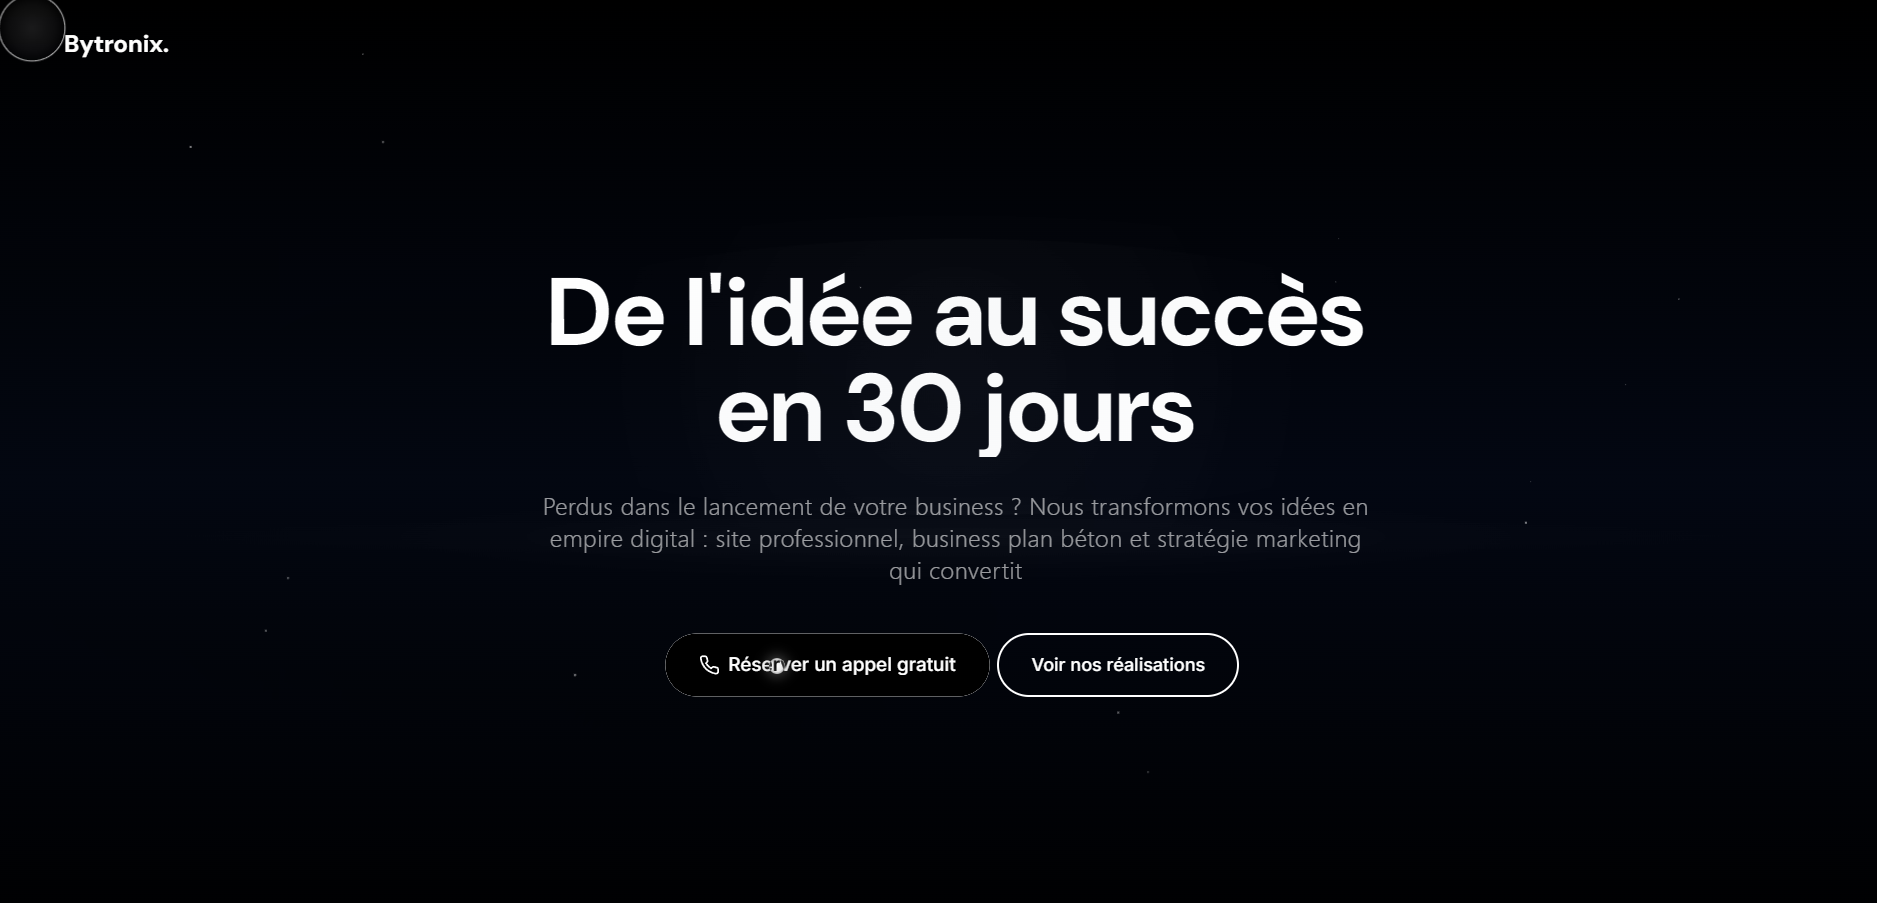 Bytronix.
De l'idée au succès
en 30 jours
Perdus dans le lancement de votre business ? Nous transformons vos idées en
empire digital : site professionnel, business plan béton et stratégie marketing
qui convertit
Réserver un appel gratuit
Voir nos réalisations